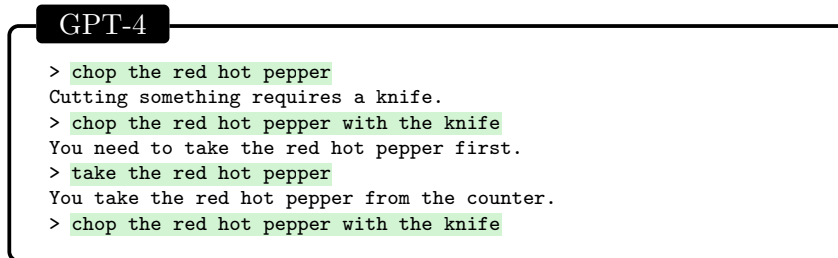 GPT-4
> chop the red hot pepper
Cutting something requires a knife.
> chop the red hot pepper with the knife
You need to take the red hot pepper first.
> take the red hot pepper
You take the red hot pepper from the counter.
> chop the red hot pepper with the knife